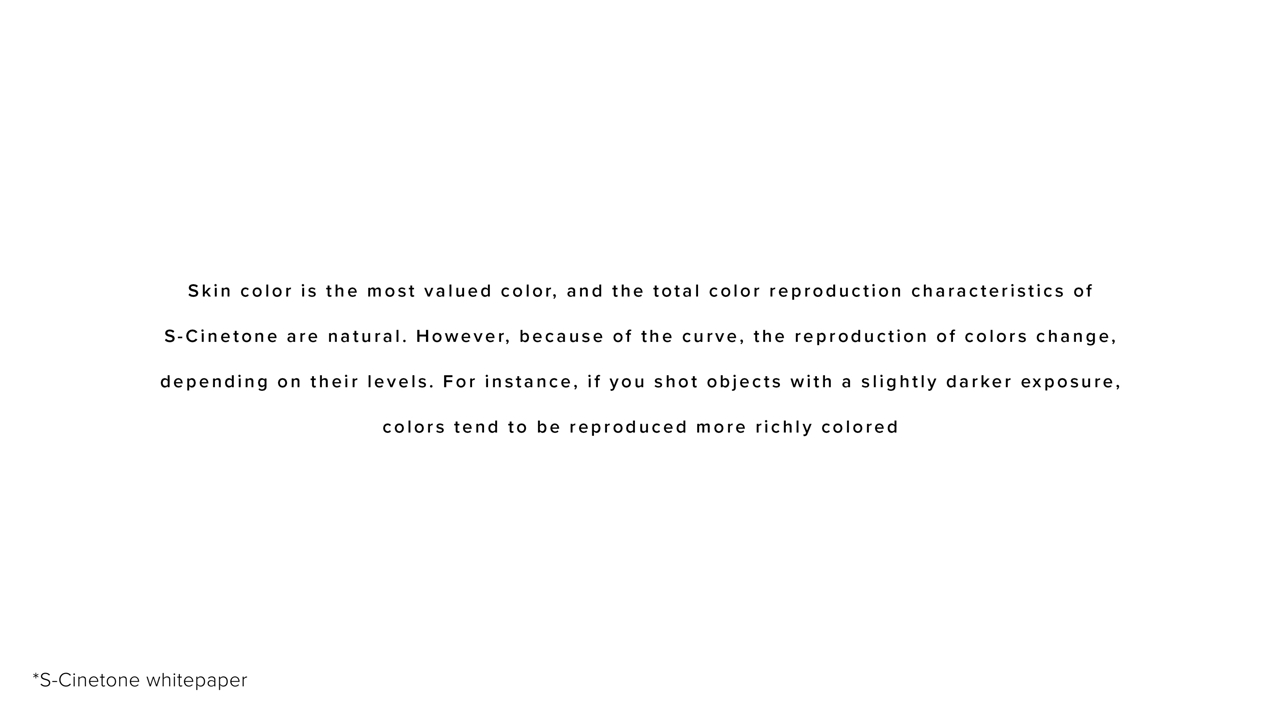 Skin color is the most valued color, and the total color reproduction characteristics of
S-Cinetone are natural. However, because of the curve, the reproduction of colors change,
depending on their levels. For instance, if you shot objects with a slightly darker exposure,
colors tend to be reproduced more richly colored
*S-Cinetone whitepaper